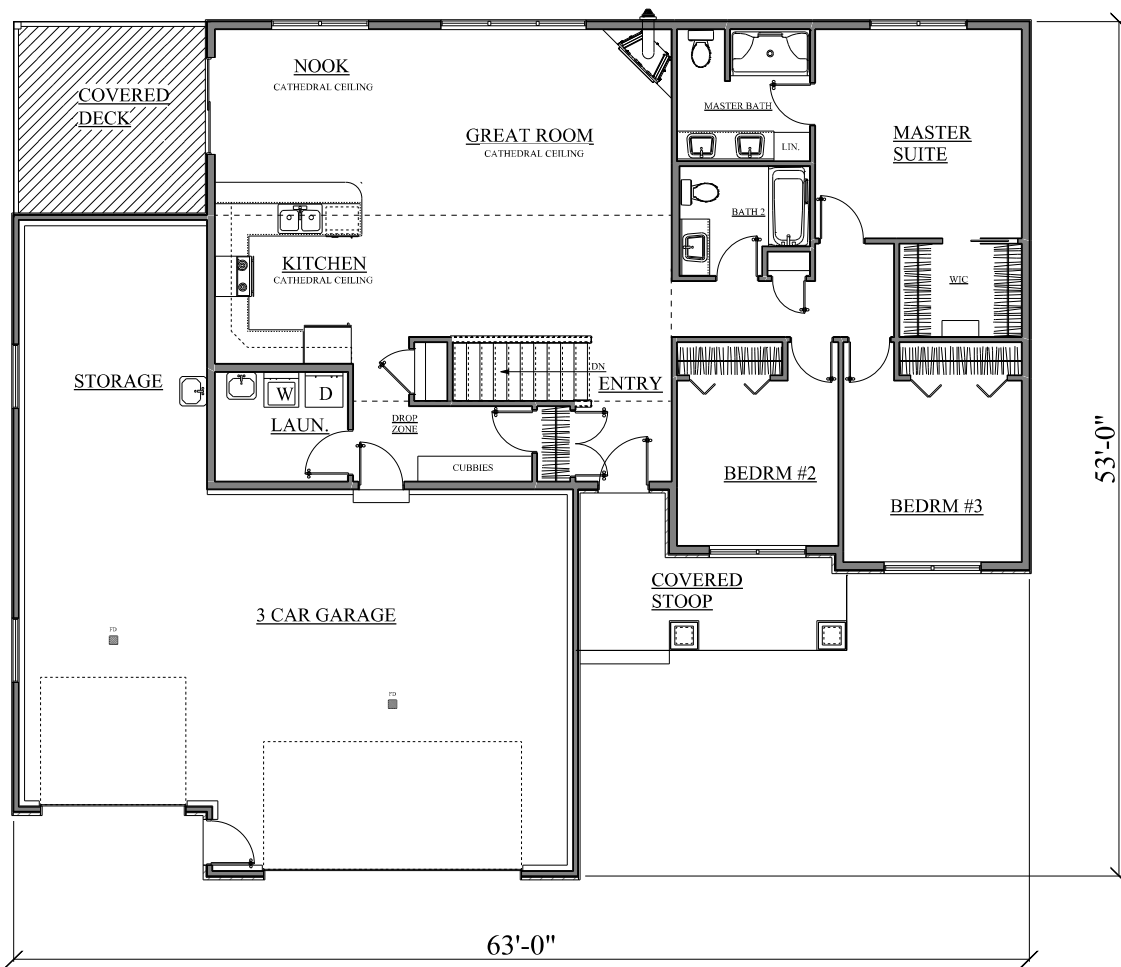 NOOK
CATHEDRAL CEILING
COVERED
DECK
GREAT ROOM
CATHEDRAL CEILING
MASTER BATH
LIN.
MASTER
SUITE
BATH 2
KITCHEN
CATHEDRAL CEILING
WIC
STORAGE
W
D
LAUN.
DN
ENTRY
DROP
ZONE
CUBBIES
BEDRM #2
BEDRM #3
53'-0"
COVERED
STOOP
3 CAR GARAGE
FD
FD
63'-0"